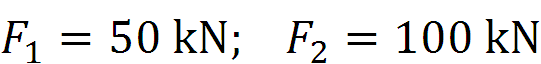 F₁ = 50 kN;   F₂ = 100 kN